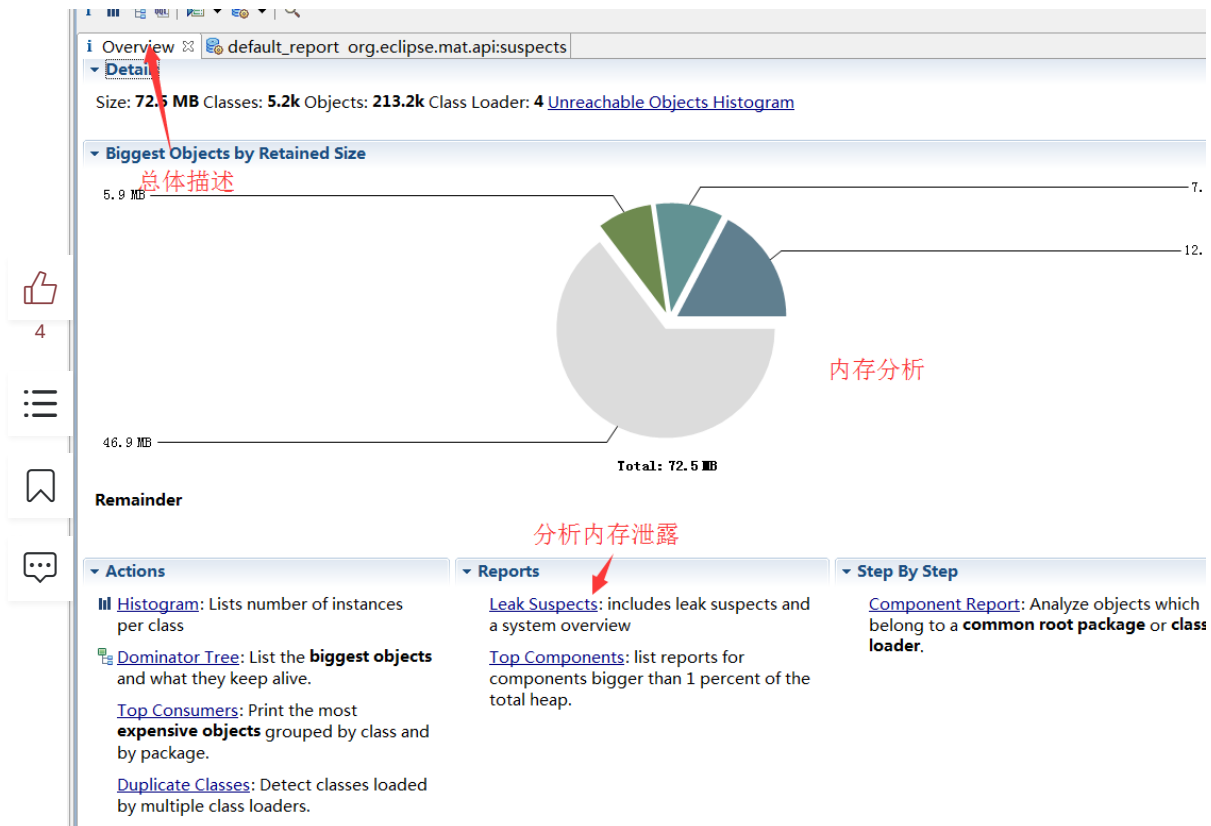 Overview default_report org.eclipse.mat.api:suspects
Details
Size: 72.5 MB Classes: 5.2k Objects: 213.2k Class Loader: 4 Unreachable Objects Histogram
Biggest Objects by Retained Size
总体描述
5.9 MB
7.
12.
4
内存分析
46.9 MB
Total: 72.5 MB
Remainder
分析内存泄露
Actions
Histogram: Lists number of instances
per class
Dominator Tree: List the biggest objects
and what they keep alive.
Top Consumers: Print the most
expensive objects grouped by class and
by package.
Duplicate Classes: Detect classes loaded
by multiple class loaders.
Reports
Leak Suspects: includes leak suspects and
a system overview
Top Components: list reports for
components bigger than 1 percent of the
total heap.
Step By Step
Component Report: Analyze objects which
belong to a common root package or class
loader.